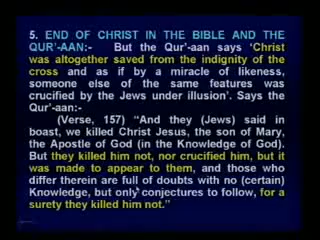 5. END OF CHRIST IN THE BIBLE AND THE
QUR'-AAN:- But the Qur'-aan says 'Christ
was altogether saved from the indignity of the
cross and as if by a miracle of likeness,
someone else of the same features was
crucified by the Jews under illusion'. Says the
Qur'-aan:-
(Verse, 157) "And they (Jews) said in
boast, we killed Christ Jesus, the son of Mary,
the Apostle of God (in the Knowledge of God).
But they killed him not, nor crucified him, but it
was made to appear to them, and those who
differ therein are full of doubts with no (certain)
Knowledge, but only conjectures to follow, for a
surety they killed him not."